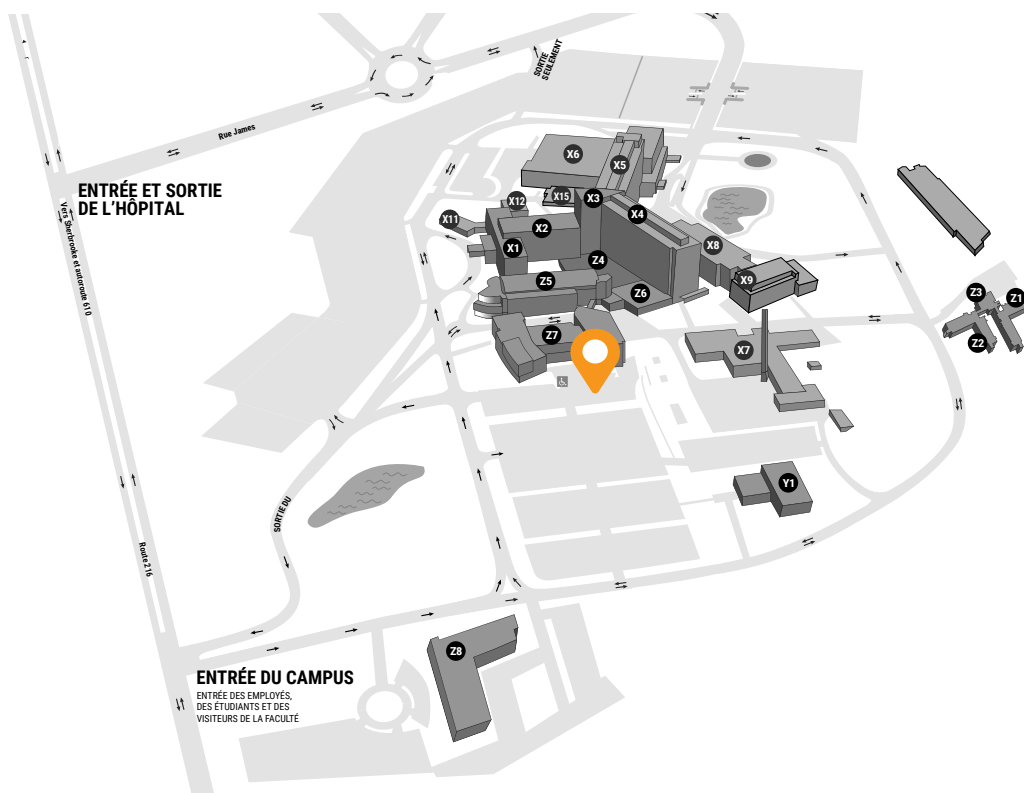 SORTIE
SEULEMENT
Rue James
ENTRÉE ET SORTIE
DE L'HÔPITAL
Vers Sherbrooke et autoroute 610
X6
X5
X15
X3
X12
X11
X2
X4
X1
X8
Z4
X9
Z5
Z6
Z3
Z1
Z7
Z2
X7
Y1
SORTIE DU
Route 216
Z8
ENTRÉE DU CAMPUS
ENTRÉE DES EMPLOYÉS,
DES ÉTUDIANTS ET DES
VISITEURS DE LA FACULTÉ